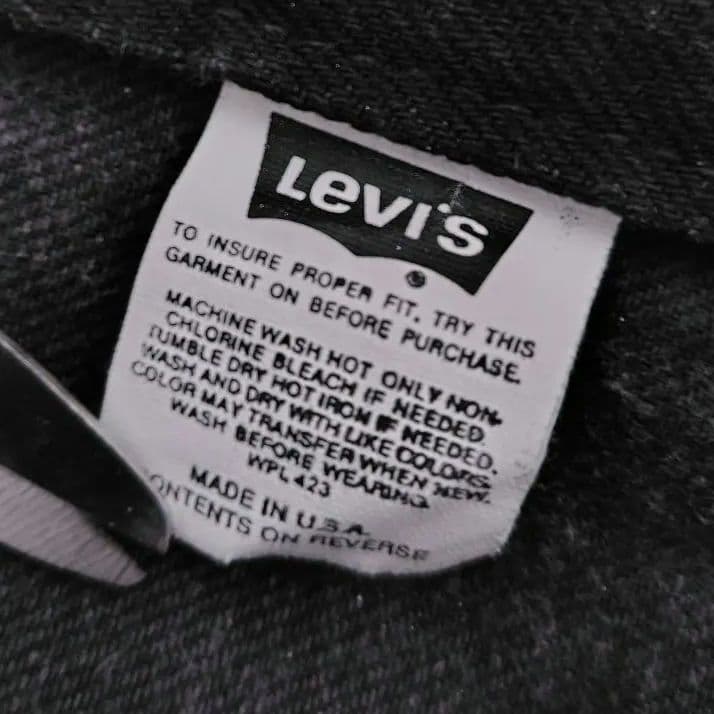 Levi's
®
TO INSURE PROPER FIT, TRY THIS
GARMENT ON BEFORE PURCHASE.
MACHINE WASH HOT ONLY NON-
CHLORINE BLEACH IF NEEDED
TUMBLE DRY HOT IRON IF NEEDED.
WASH AND DRY WITH LIKE COLORS.
COLOR MAY TRANSFER WHEN NEW.
WASH BEFORE WEARING
WPL 423
MADE IN U.S.A.
ONTENTS ON REVERSE